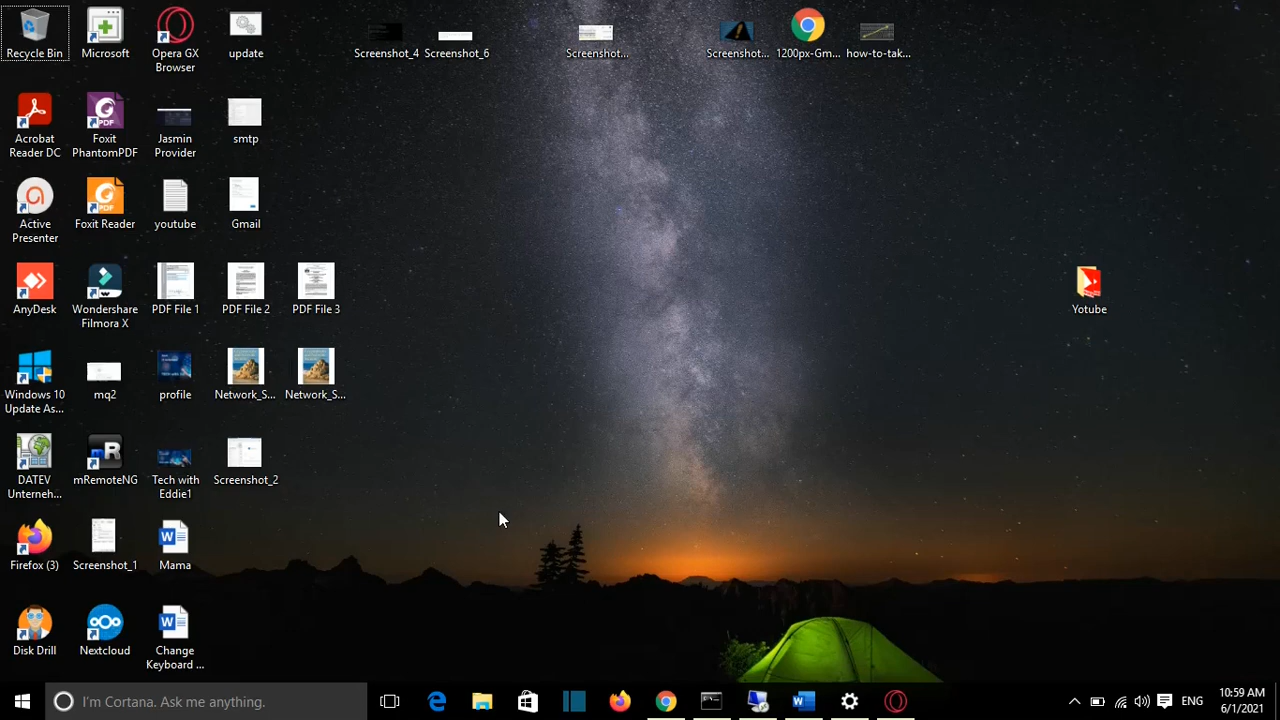 Recycle Bin
Microsoft
Opera GX
Browser
update
Screenshot_4
Screenshot_6
Screenshot...
Screenshot...
1200px-Gm...
how-to-tak...
Acrobat
Reader DC
Foxit
PhantomPDF
Jasmin
Provider
smtp
Active
Presenter
Foxit Reader
youtube
Gmail
AnyDesk
Wondershare
Filmora X
PDF File 1
PDF File 2
PDF File 3
Yotube
Windows 10
Update As...
mq2
profile
Network_S...
Network_S...
DATEV
Unterneh...
mRemoteNG
Tech with
Eddie1
Screenshot_2
Firefox (3)
Screenshot_1
Mama
Disk Drill
Nextcloud
Change
Keyboard ...
I'm Cortana. Ask me anything.
ENG
10:29 AM
6/1/2021